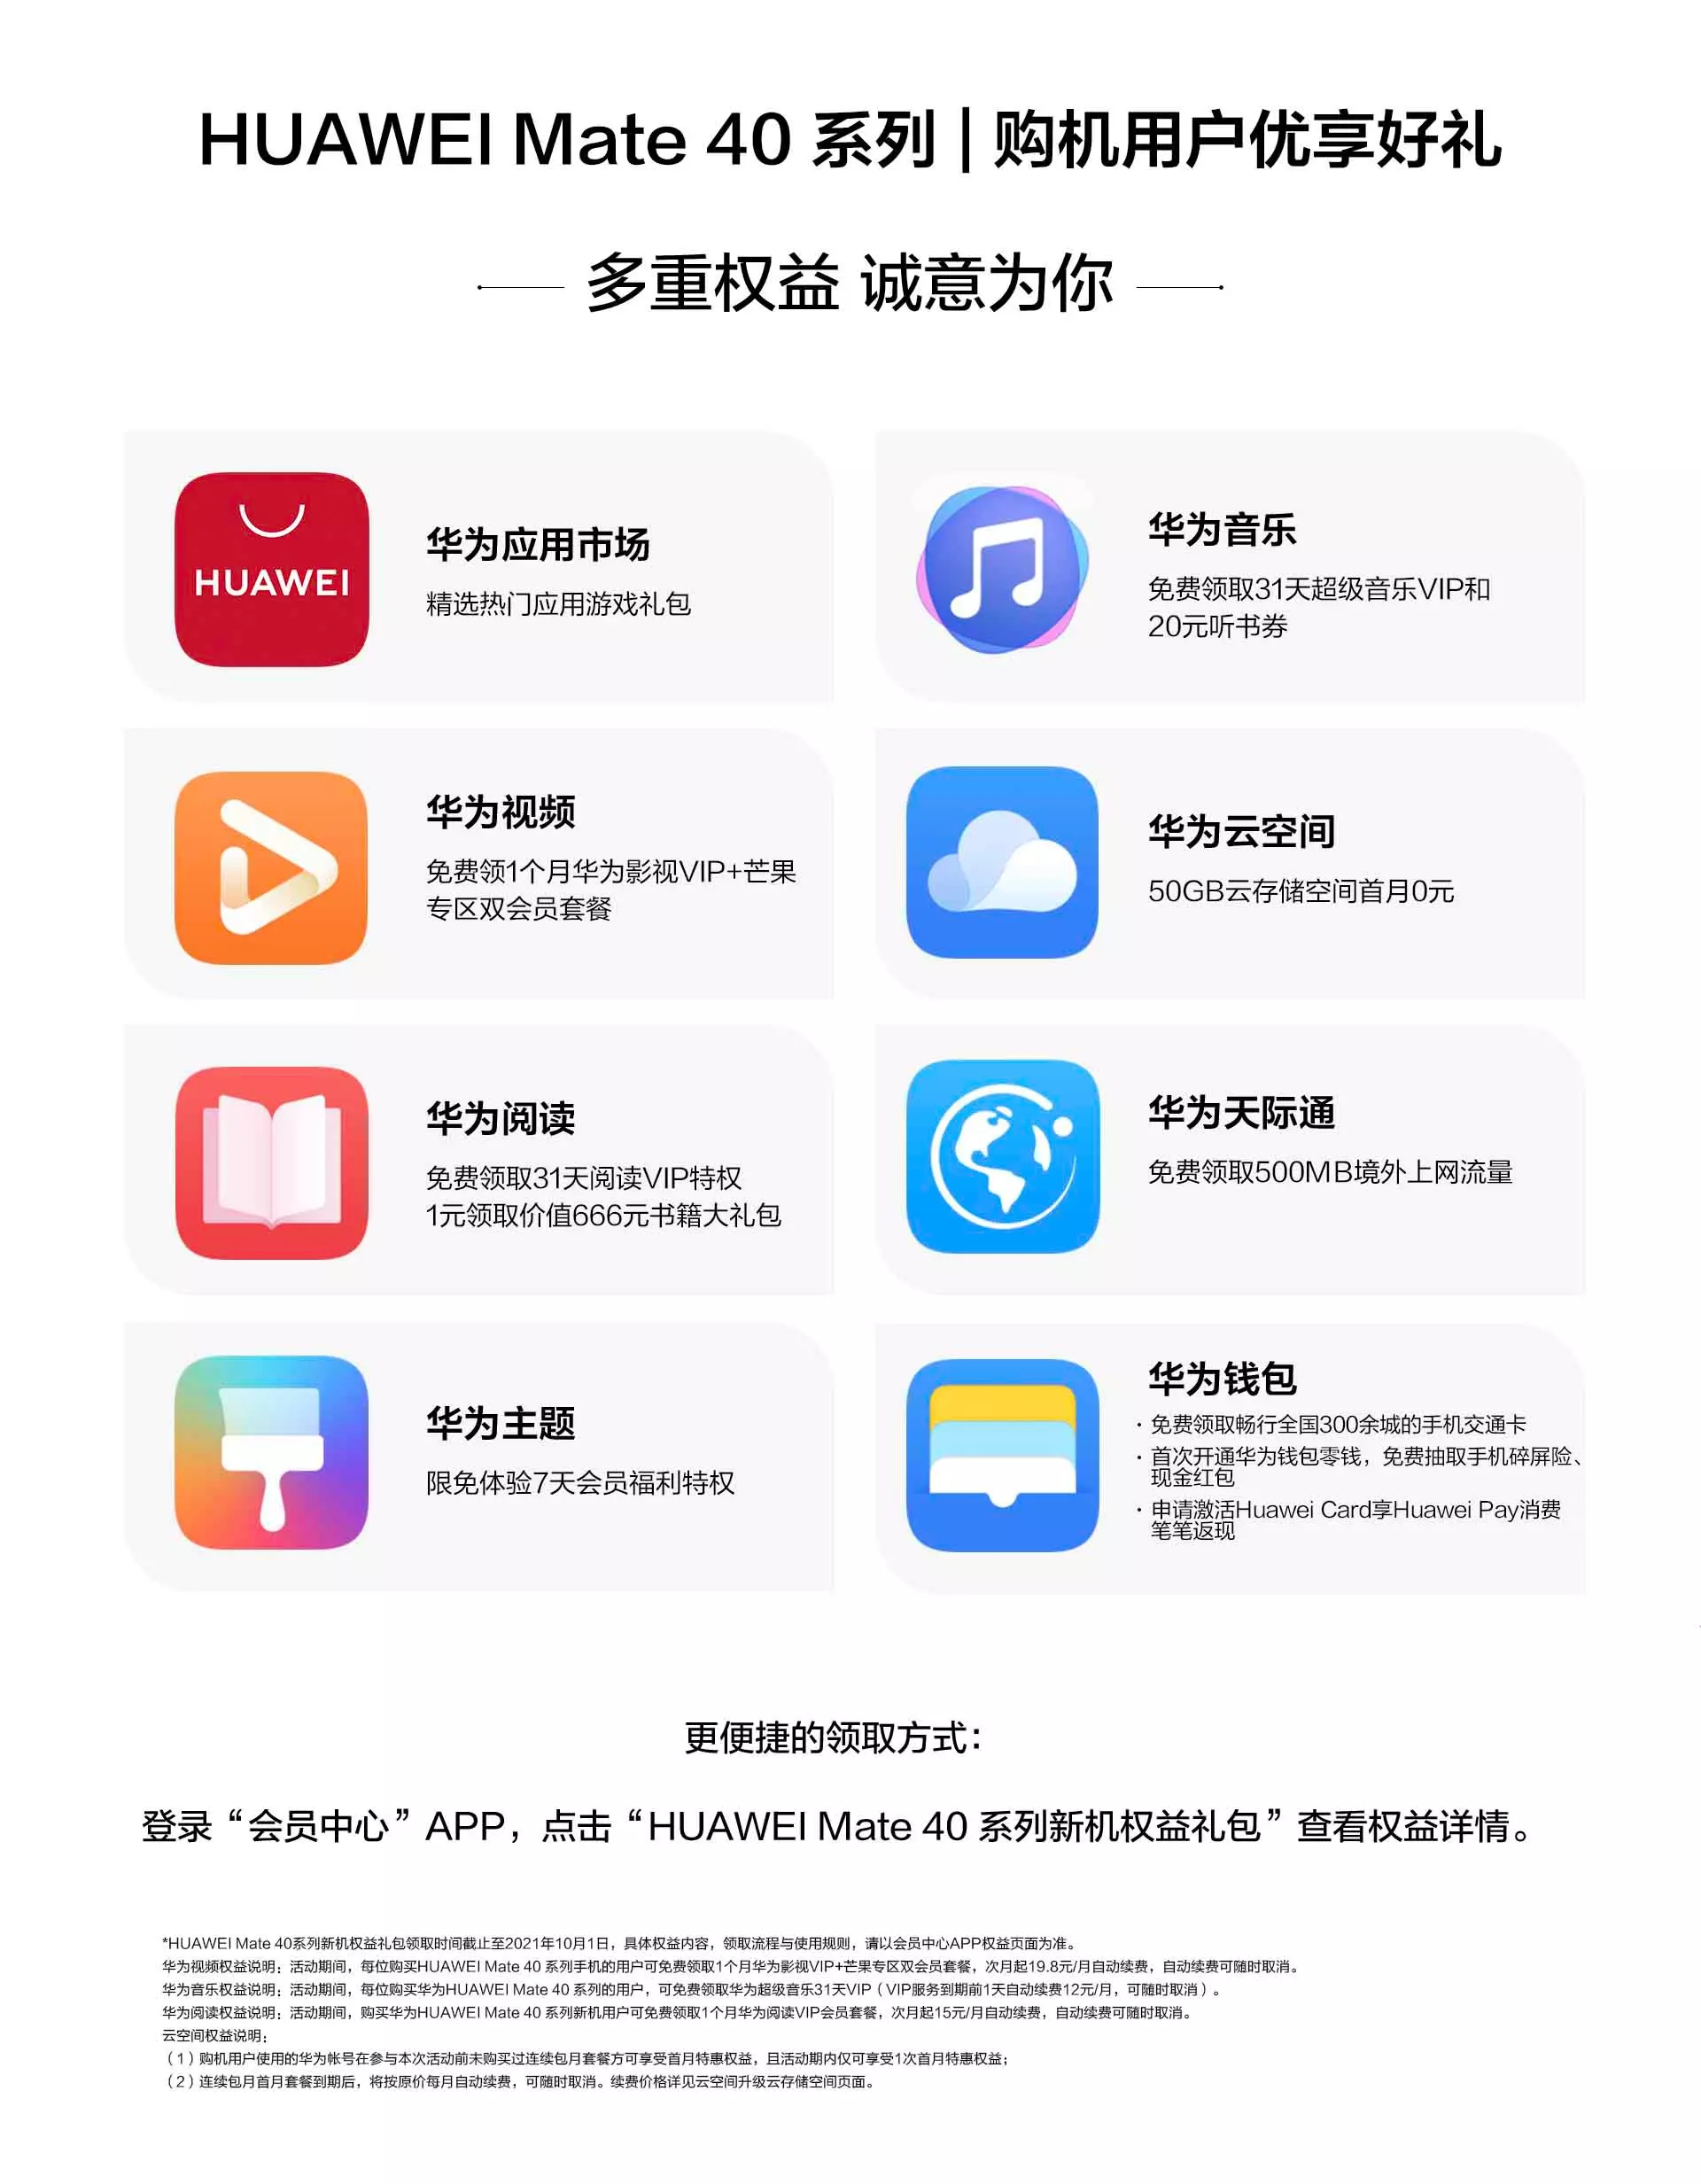 HUAWEI Mate 40 系列 | 购机用户优享好礼
多重权益 诚意为你
HUAWEI
华为应用市场
精选热门应用游戏礼包
华为音乐
免费领取31天超级音乐VIP和
20元听书券
华为视频
免费领1个月华为影视VIP+芒果
专区双会员套餐
华为云空间
50GB云存储空间首月0元
华为阅读
免费领取31天阅读VIP特权
1元领取价值666元书籍大礼包
华为天际通
免费领取500MB境外上网流量
华为主题
限免体验7天会员福利特权
华为钱包
· 免费领取畅行全国300余城的手机交通卡
· 首次开通华为钱包零钱，免费抽取手机碎屏险、
现金红包
· 申请激活Huawei Card享Huawei Pay消费
笔笔返现
更便捷的领取方式：
登录“会员中心”APP，点击“HUAWEI Mate 40 系列新机权益礼包”查看权益详情。
*HUAWEI Mate 40系列新机权益礼包领取时间截止至2021年10月1日，具体权益内容，领取流程与使用规则，请以会员中心APP权益页面为准。
华为视频权益说明：活动期间，每位购买HUAWEI Mate 40 系列手机的用户可免费领取1个月华为影视VIP+芒果专区双会员套餐，次月起19.8元/月自动续费，自动续费可随时取消。
华为音乐权益说明：活动期间，每位购买华为HUAWEI Mate 40 系列的用户，可免费领取华为超级音乐31天VIP（VIP服务到期前1天自动续费12元/月，可随时取消）。
华为阅读权益说明：活动期间，购买华为HUAWEI Mate 40 系列新机用户可免费领取1个月华为阅读VIP会员套餐，次月起15元/月自动续费，自动续费可随时取消。
云空间权益说明：
（1）购机用户使用的华为帐号在参与本次活动前未购买过连续包月套餐方可享受首月特惠权益，且活动期内仅可享受1次首月特惠权益；
（2）连续包月首月套餐到期后，将按原价每月自动续费，可随时取消。续费价格详见云空间升级云存储空间页面。